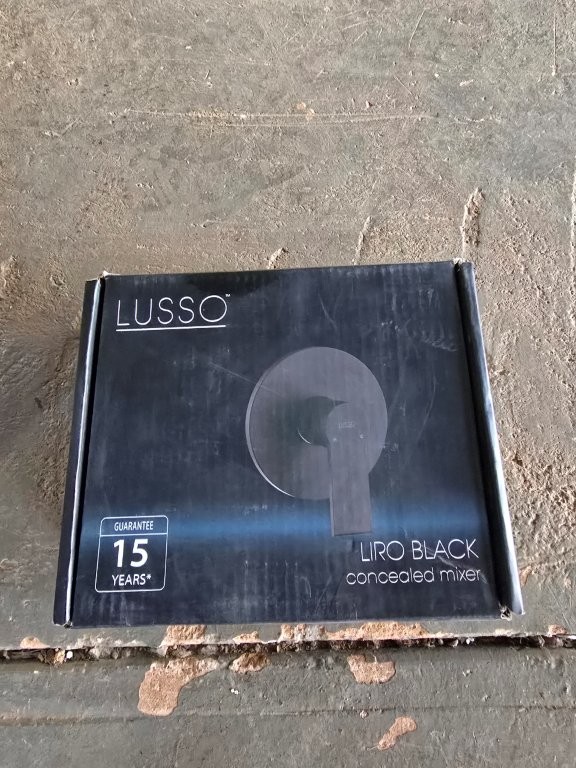 LUSSO™
LIRO BLACK
concealed mixer
GUARANTEE
15
YEARS*